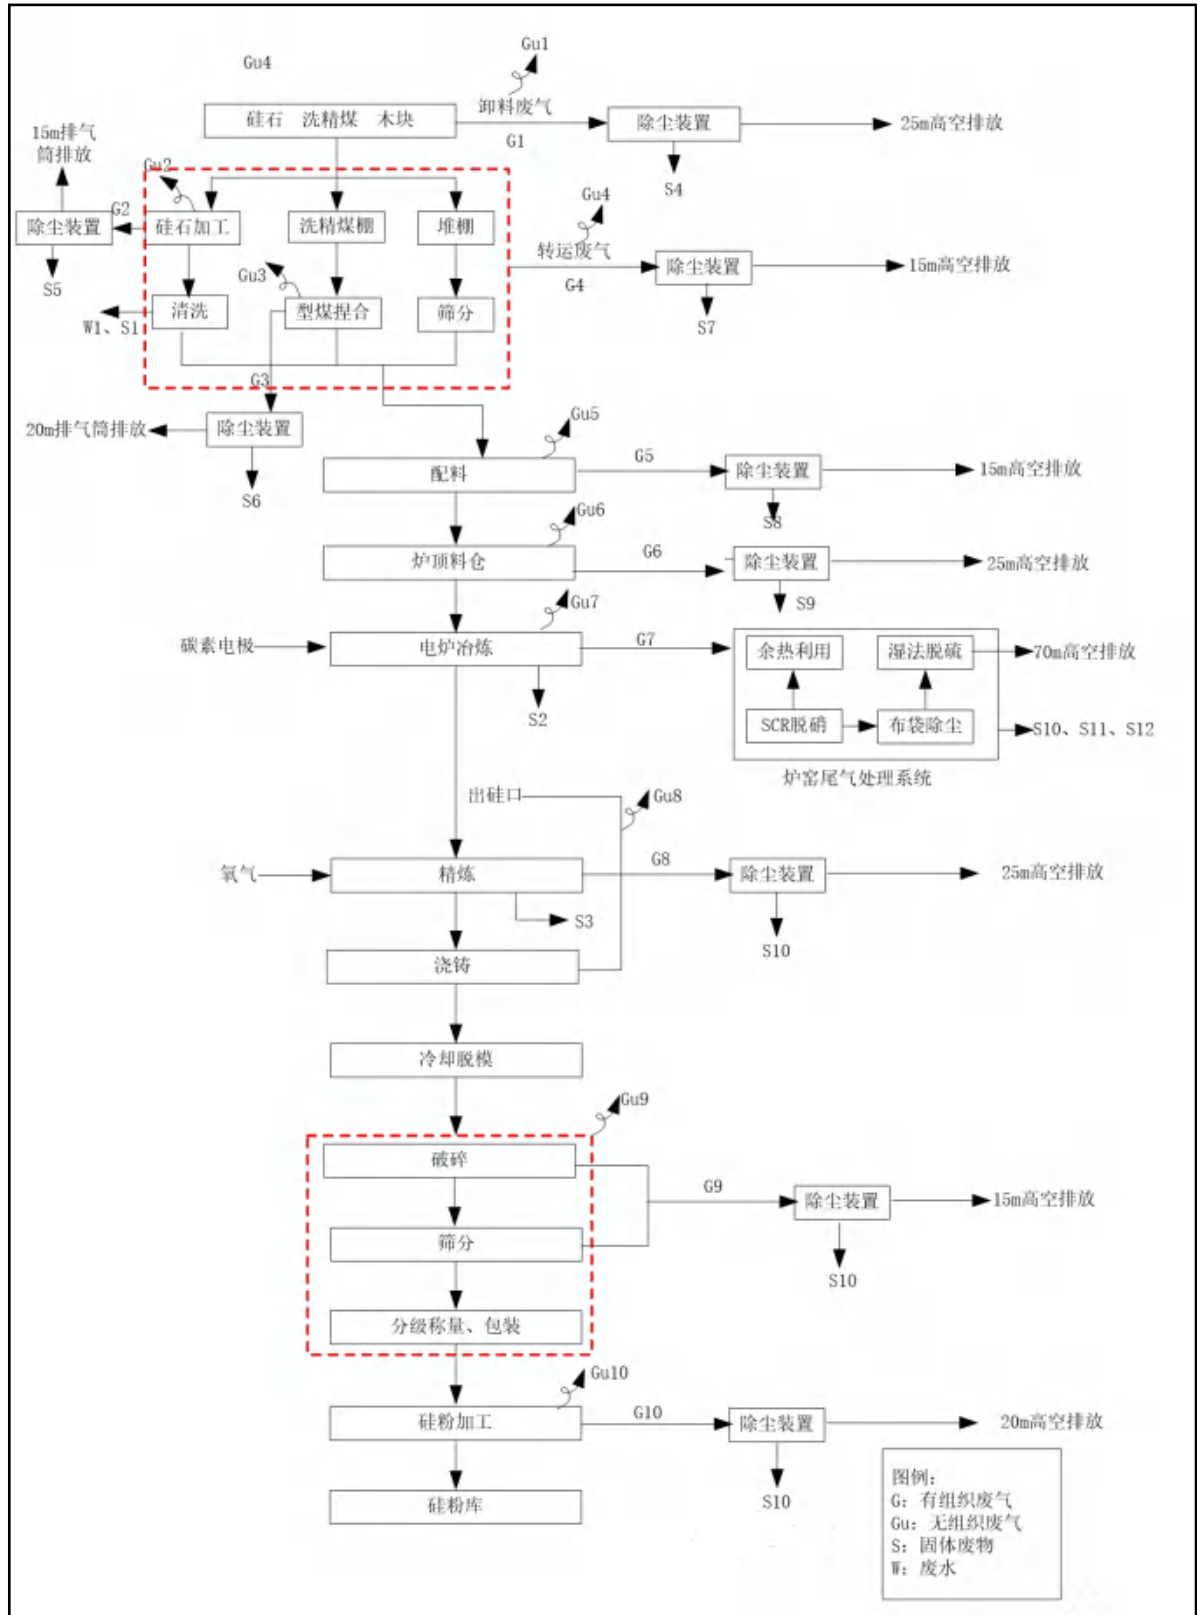 Gu1
Gu4
硅石 洗精煤 木块
卸料废气
G1
除尘装置
25m高空排放
15m排气
筒排放
S4
Gu2
Gu4
G2
除尘装置
硅石加工
洗精煤棚
堆棚
转运废气
G4
除尘装置
15m高空排放
S5
Gu3
S7
W1、S1
清洗
型煤捏合
筛分
G3
20m排气筒排放
除尘装置
S6
Gu5
配料
G5
除尘装置
15m高空排放
S8
Gu6
炉顶料仓
G6
除尘装置
25m高空排放
S9
Gu7
碳素电极
电炉冶炼
G7
余热利用
湿法脱硫
70m高空排放
S2
SCR脱硝
布袋除尘
S10、S11、S12
炉窑尾气处理系统
出硅口
Gu8
氧气
精炼
G8
除尘装置
25m高空排放
S3
S10
浇铸
冷却脱模
Gu9
破碎
G9
除尘装置
15m高空排放
筛分
S10
分级称量、包装
Gu10
硅粉加工
G10
除尘装置
20m高空排放
S10
硅粉库
图例：
G：有组织废气
Gu：无组织废气
S：固体废物
W：废水